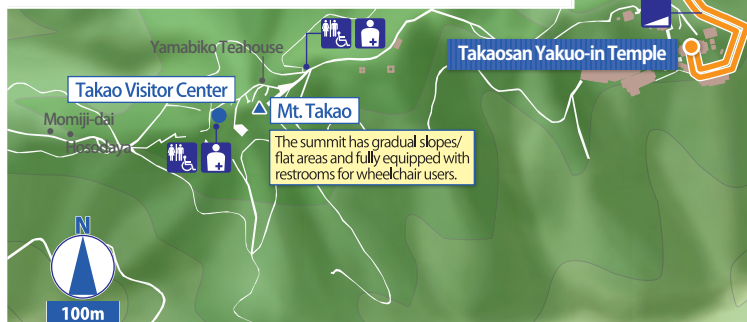 Yamabiko Teahouse
Takaosan Yakuo-in Temple
Takao Visitor Center
Mt. Takao
Momiji-dai
Hosodaya
The summit has gradual slopes/
flat areas and fully equipped with
restrooms for wheelchair users.
N
100m